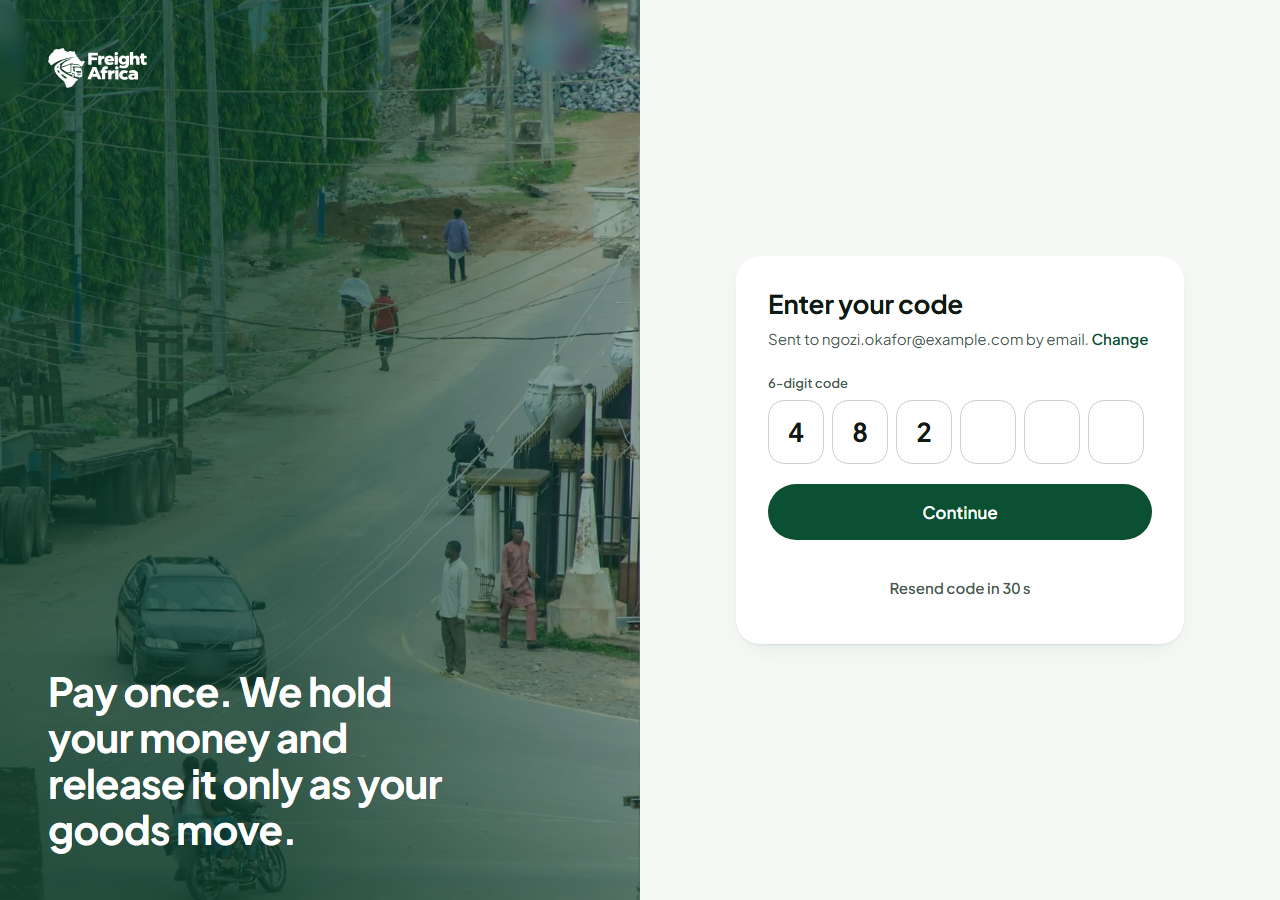 Freight
Africa
Pay once. We hold
your money and
release it only as your
goods move.
Enter your code
Sent to ngozi.okafor@example.com by email. Change
6-digit code
4 8 2
Continue
Resend code in 30 s